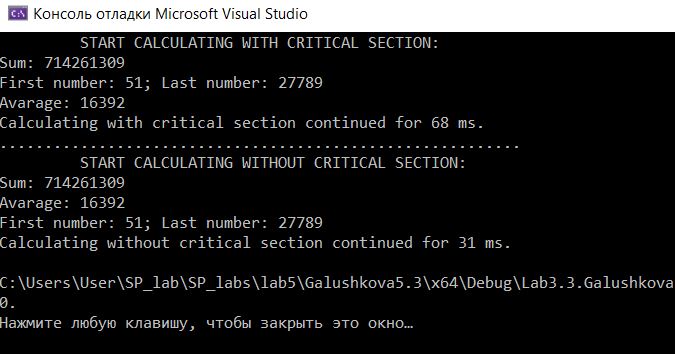 Консоль отладки Microsoft Visual Studio
START CALCULATING WITH CRITICAL SECTION:
Sum: 714261309
First number: 51; Last number: 27789
Avarage: 16392
Calculating with critical section continued for 68 ms.
..........................................................
START CALCULATING WITHOUT CRITICAL SECTION:
Sum: 714261309
Avarage: 16392
First number: 51; Last number: 27789
Calculating without critical section continued for 31 ms.
C:\Users\User\SP_lab\SP_labs\lab5\Galushkova5.3\x64\Debug\Lab3.3.Galushkova
0.
Нажмите любую клавишу, чтобы закрыть это окно…